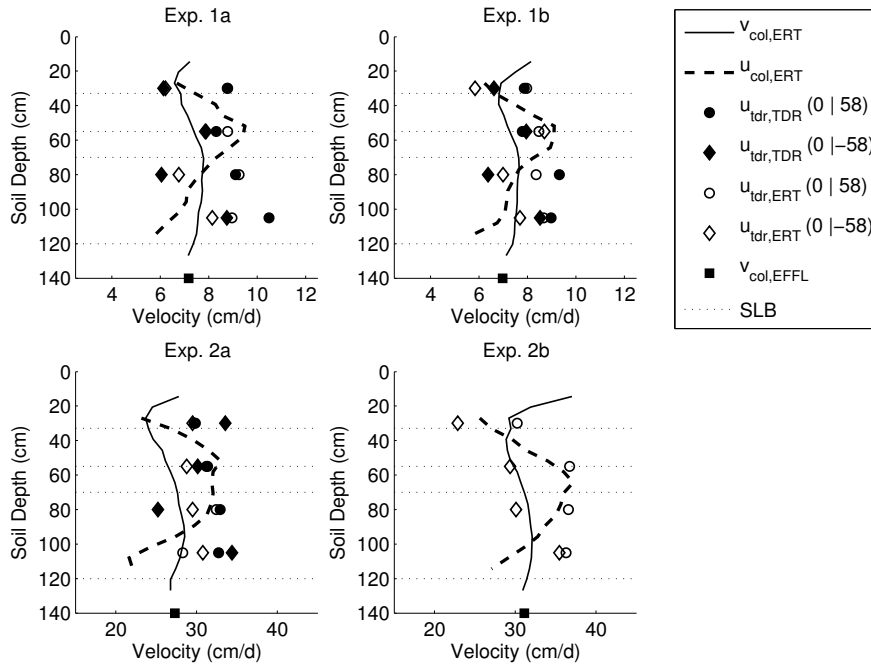 Exp. 1a
Soil Depth (cm)
0
20
40
60
80
100
120
140
4 6 8 10 12
Velocity (cm/d)
Exp. 1b
Soil Depth (cm)
0
20
40
60
80
100
120
140
4 6 8 10 12
Velocity (cm/d)
v_col,ERT
u_col,ERT
u_tdr,TDR (0 | 58)
u_tdr,TDR (0 |−58)
u_tdr,ERT (0 | 58)
u_tdr,ERT (0 |−58)
v_col,EFFL
SLB
Exp. 2a
Soil Depth (cm)
0
20
40
60
80
100
120
140
20 30 40
Velocity (cm/d)
Exp. 2b
Soil Depth (cm)
0
20
40
60
80
100
120
140
20 30 40
Velocity (cm/d)